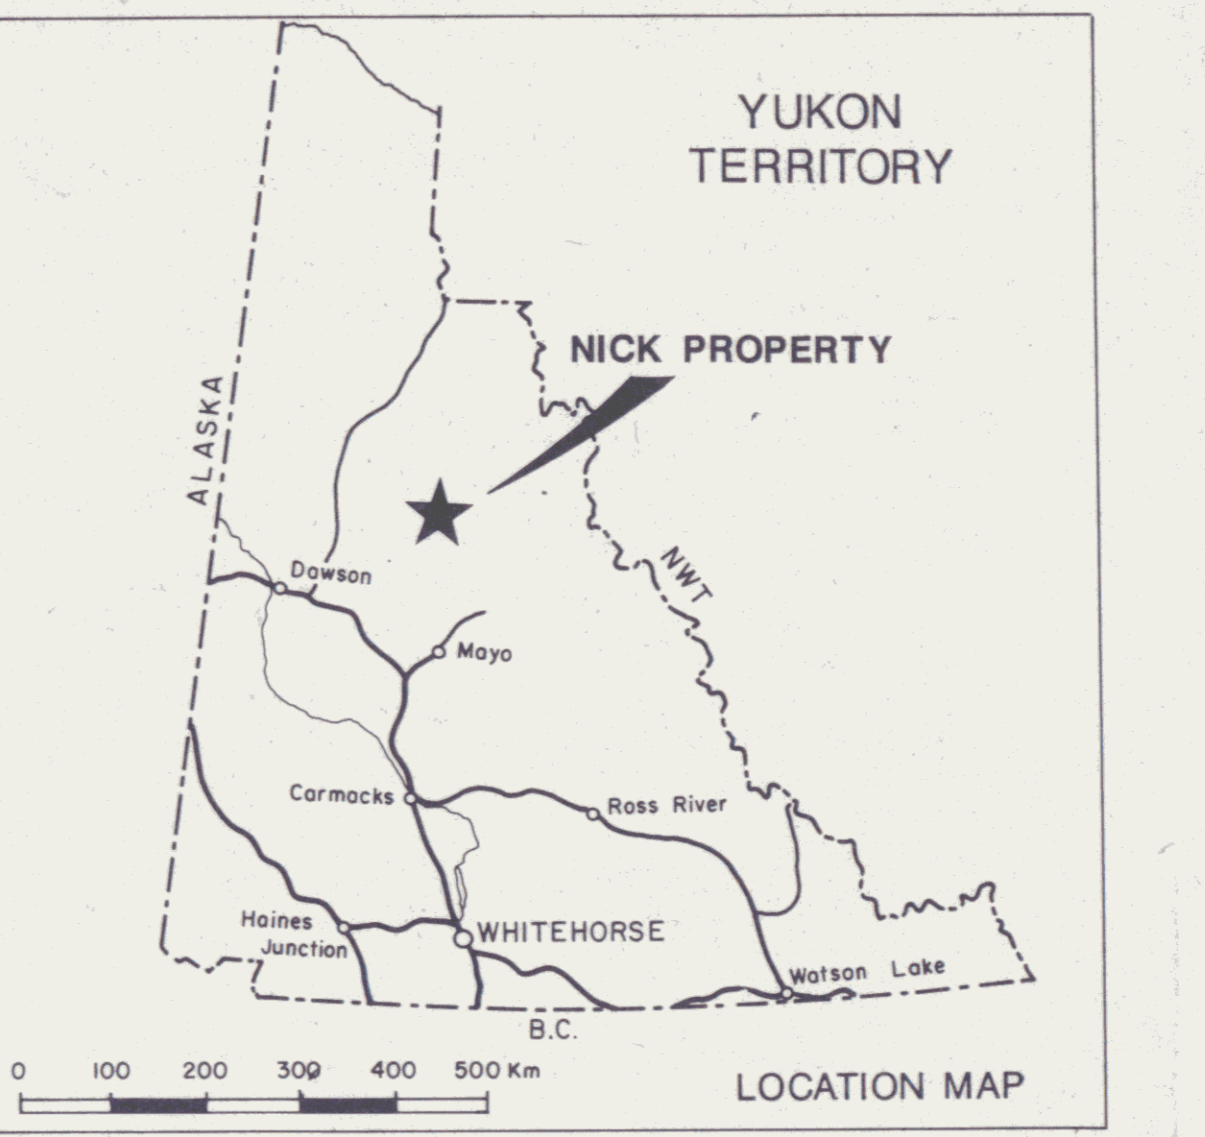 YUKON
TERRITORY
NICK PROPERTY
ALASKA
NWT
Dawson
Mayo
Carmacks
Ross River
Haines
Junction
WHITEHORSE
Watson Lake
B.C.
0 100 200 300 400 500 Km
LOCATION MAP